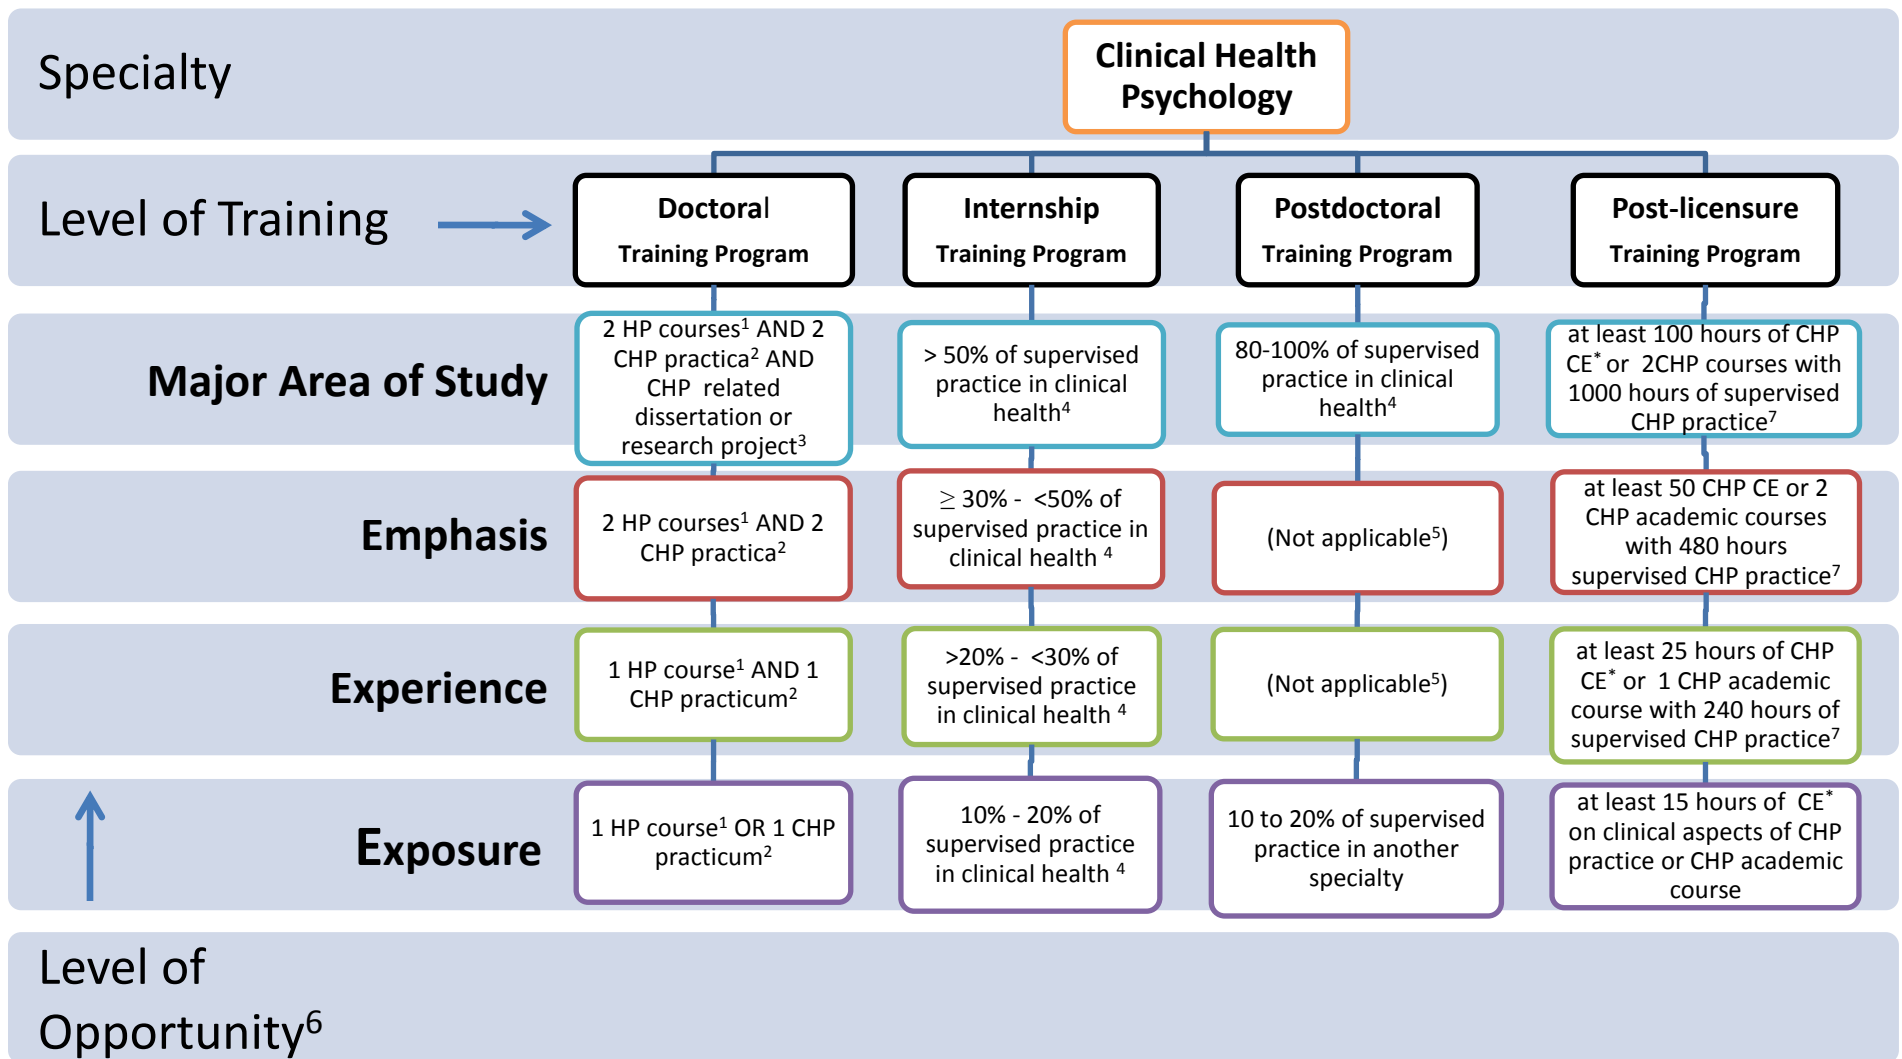 Specialty
Clinical Health
Psychology
Level of Training
Doctoral
Training Program
Internship
Training Program
Postdoctoral
Training Program
Post-licensure
Training Program
Major Area of Study
2 HP courses¹ AND 2
CHP practica² AND
CHP related
dissertation or
research project³
> 50% of supervised
practice in clinical
health⁴
80-100% of supervised
practice in clinical
health⁴
at least 100 hours of CHP
CE* or 2CHP courses with
1000 hours of supervised
CHP practice⁷
Emphasis
2 HP courses¹ AND 2
CHP practica²
≥ 30% - <50% of
supervised practice in
clinical health ⁴
(Not applicable⁵)
at least 50 CHP CE or 2
CHP academic courses
with 480 hours
supervised CHP practice⁷
Experience
1 HP course¹ AND 1
CHP practicum²
>20% - <30% of
supervised practice
in clinical health ⁴
(Not applicable⁵)
at least 25 hours of CHP
CE* or 1 CHP academic
course with 240 hours of
supervised CHP practice⁷
Exposure
1 HP course¹ OR 1 CHP
practicum²
10% - 20% of
supervised practice
in clinical health ⁴
10 to 20% of supervised
practice in another
specialty
at least 15 hours of CE*
on clinical aspects of CHP
practice or CHP academic
course
Level of
Opportunity⁶